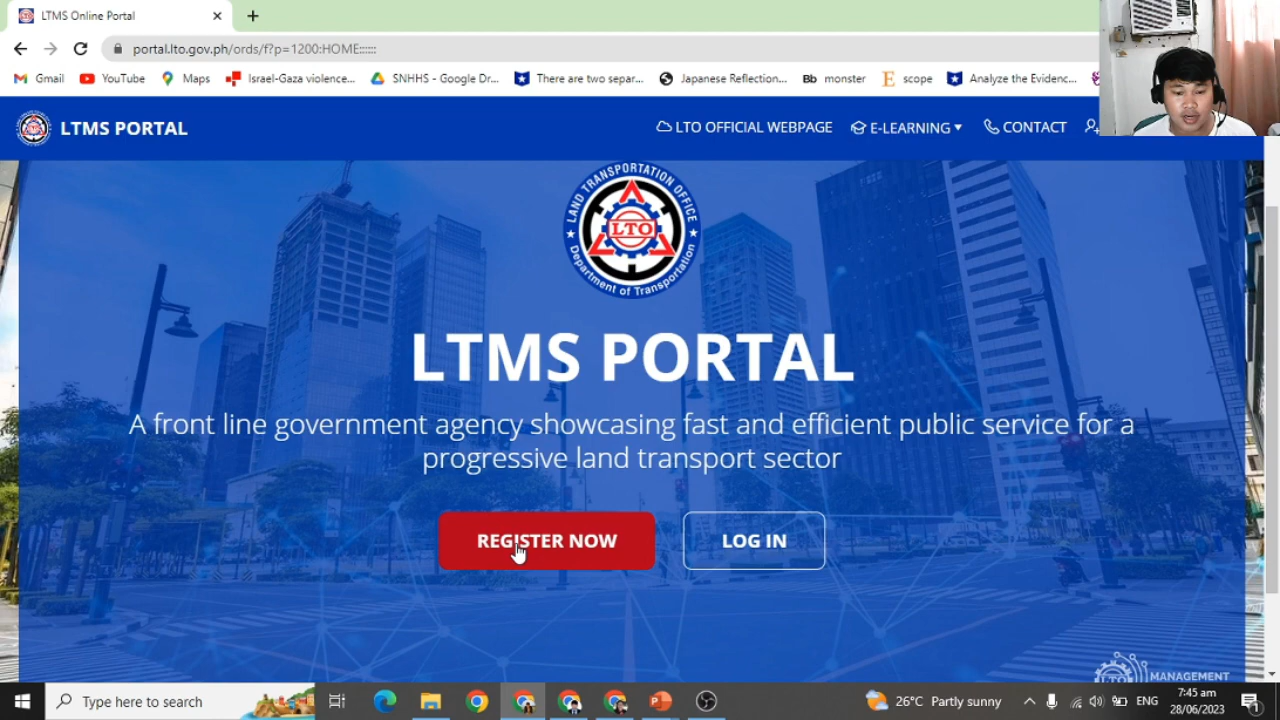 LTMS Online Portal
portal.lto.gov.ph/ords/f?p=1200:HOME::::::
Gmail
YouTube
Maps
Israel-Gaza violence...
SNHHS - Google Dr...
There are two separ...
Japanese Reflection...
Bb monster
E scope
Analyze the Evidenc...
LTMS PORTAL
LTO OFFICIAL WEBPAGE
E-LEARNING
CONTACT
LAND TRANSPORTATION OFFICE
LTO
Department of Transportation
LTMS PORTAL
A front line government agency showcasing fast and efficient public service for a
progressive land transport sector
REGISTER NOW
LOG IN
MANAGEMENT
Type here to search
26°C Partly sunny
ENG
7:45 am
28/06/2023
1